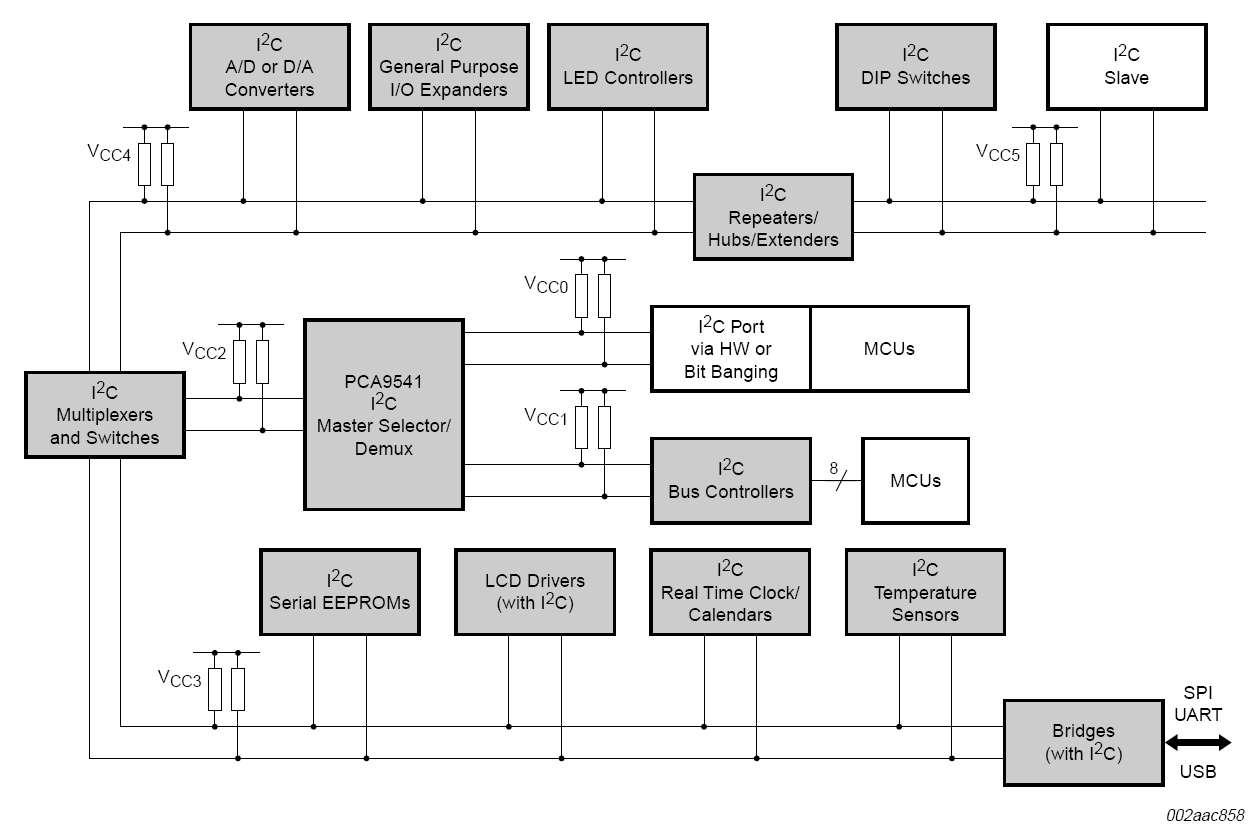 I2C
A/D or D/A
Converters
I2C
General Purpose
I/O Expanders
I2C
LED Controllers
I2C
DIP Switches
I2C
Slave
VCC4
VCC5
I2C
Repeaters/
Hubs/Extenders
VCC0
I2C Port
via HW or
Bit Banging
MCUs
VCC2
I2C
Multiplexers
and Switches
PCA9541
I2C
Master Selector/
Demux
VCC1
I2C
Bus Controllers
8
MCUs
I2C
Serial EEPROMs
LCD Drivers
(with I2C)
I2C
Real Time Clock/
Calendars
I2C
Temperature
Sensors
VCC3
Bridges
(with I2C)
SPI
UART
USB
002aac858